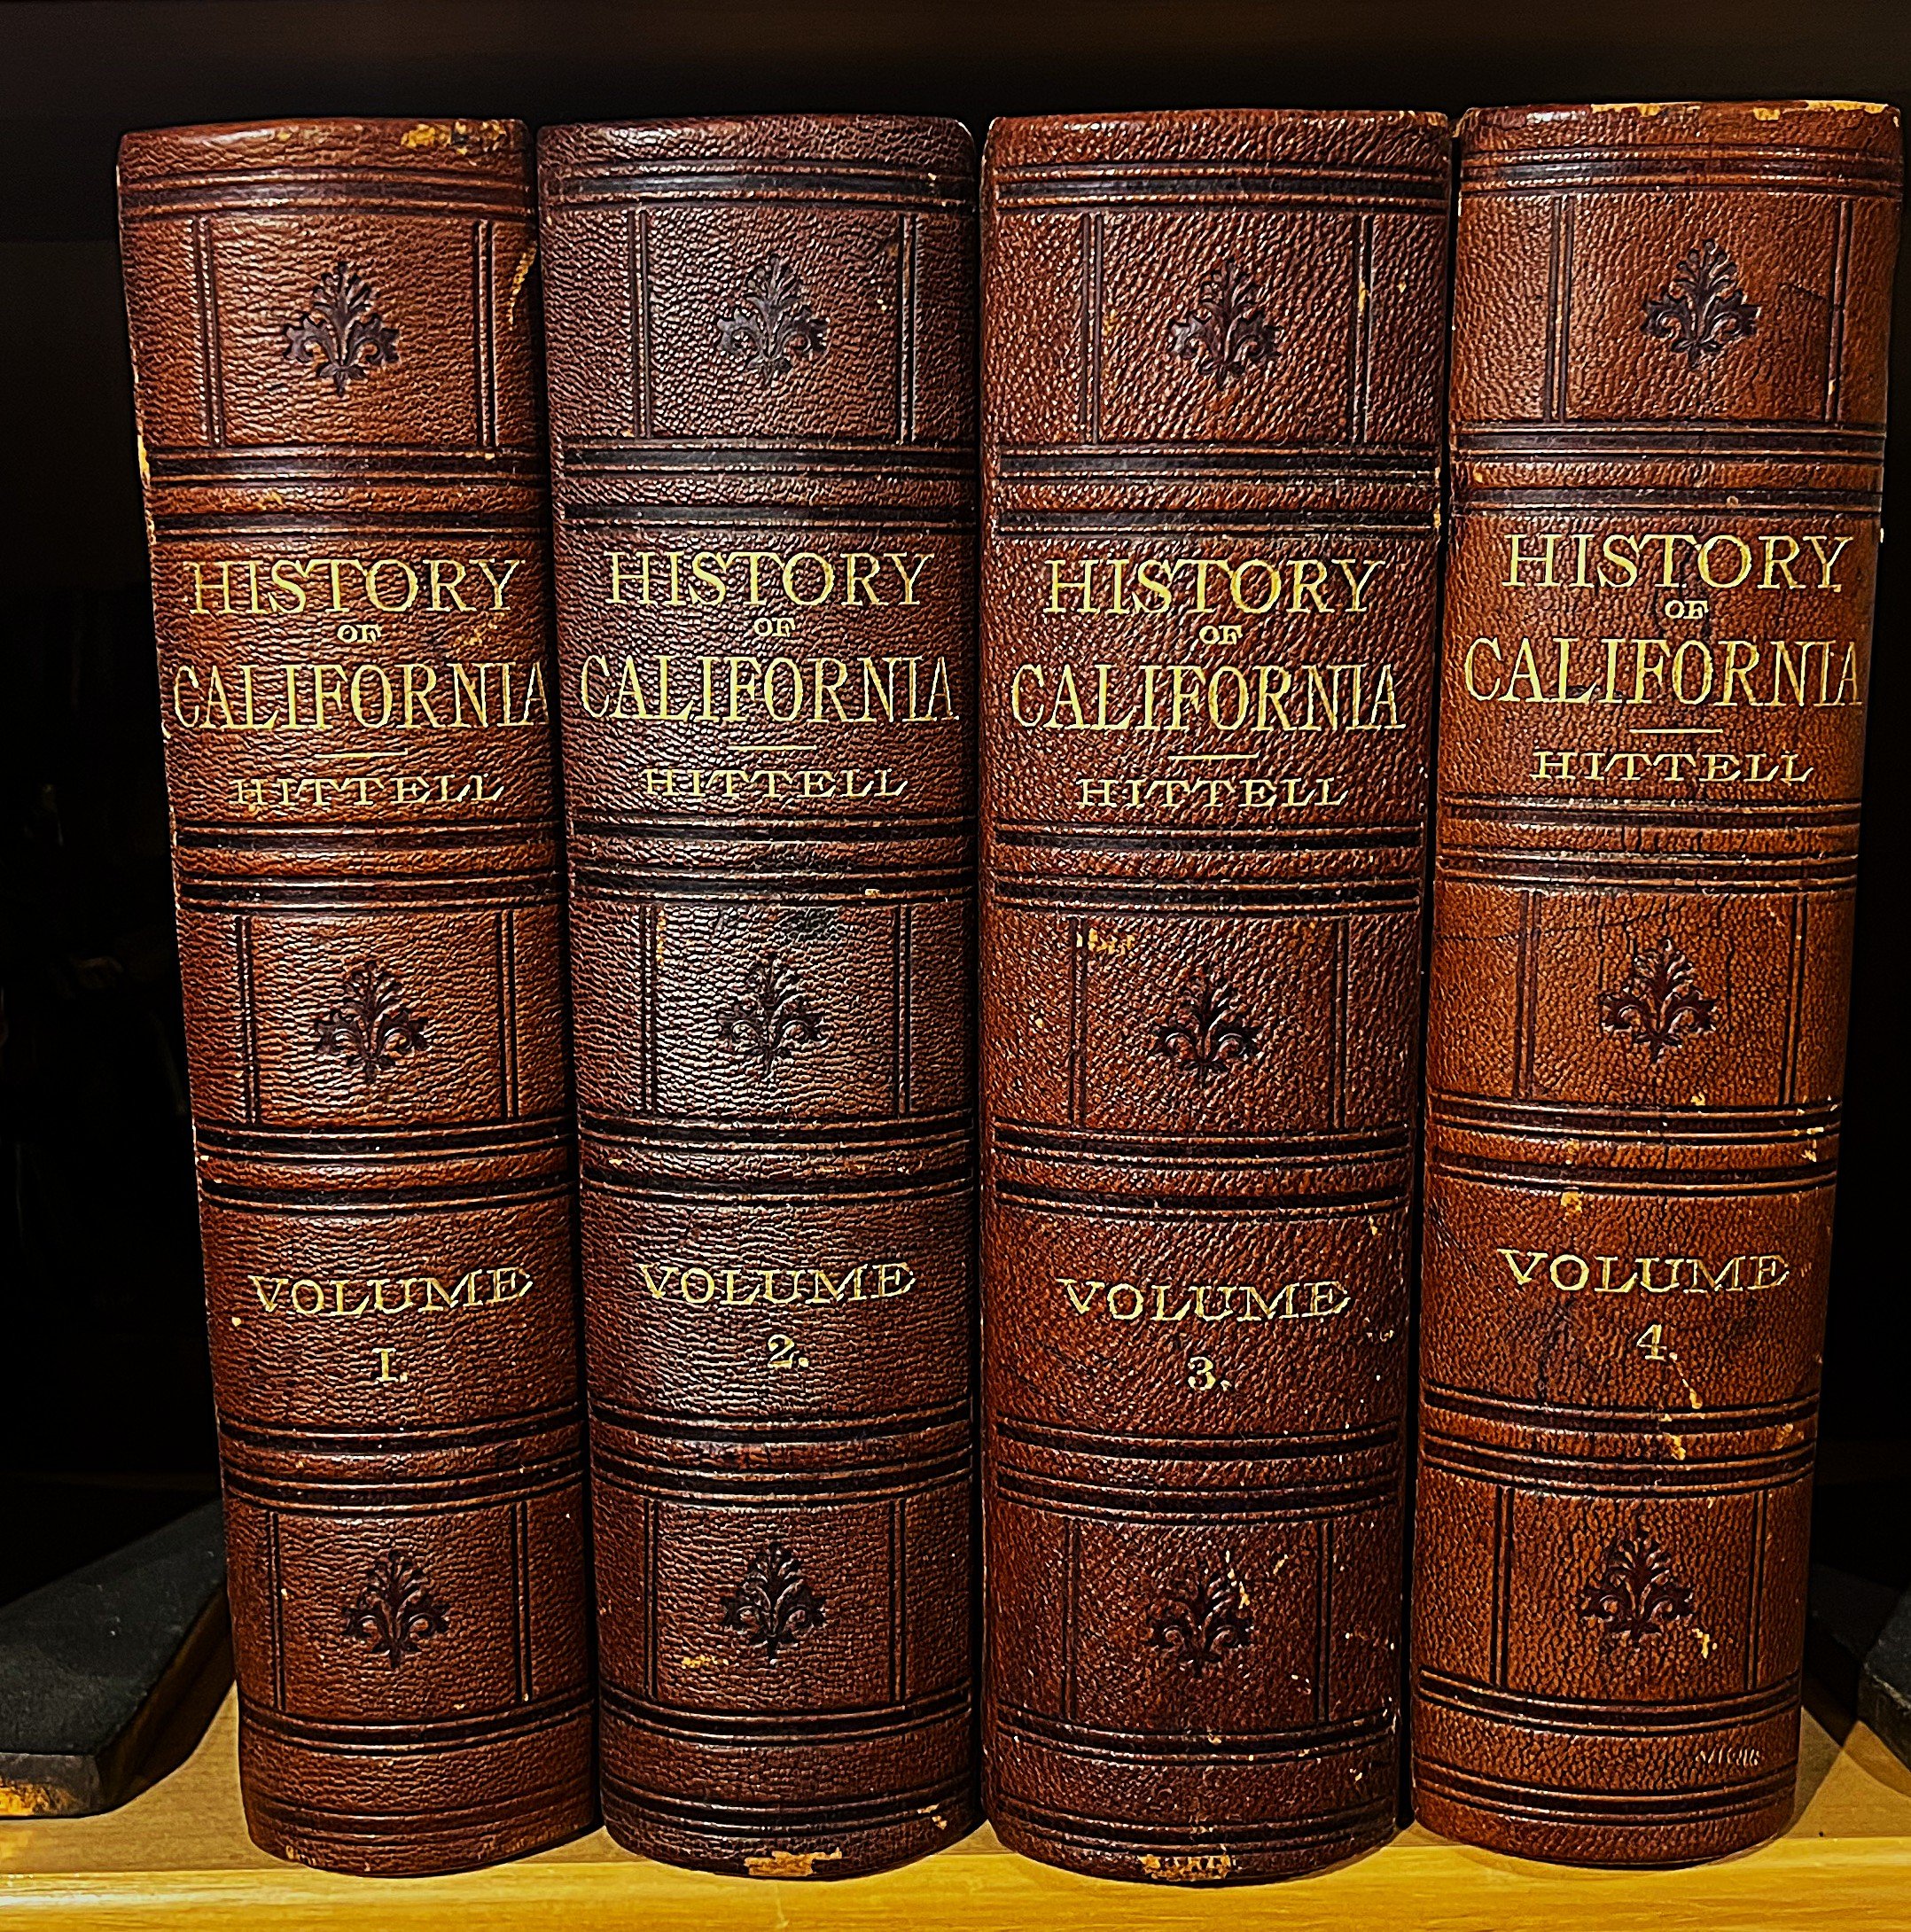 HISTORY
OF
CALIFORNIA
HITTELL
VOLUME
1.
HISTORY
OF
CALIFORNIA
HITTELL
VOLUME
2.
HISTORY
OF
CALIFORNIA
HITTELL
VOLUME
3.
HISTORY
OF
CALIFORNIA
HITTELL
VOLUME
4.